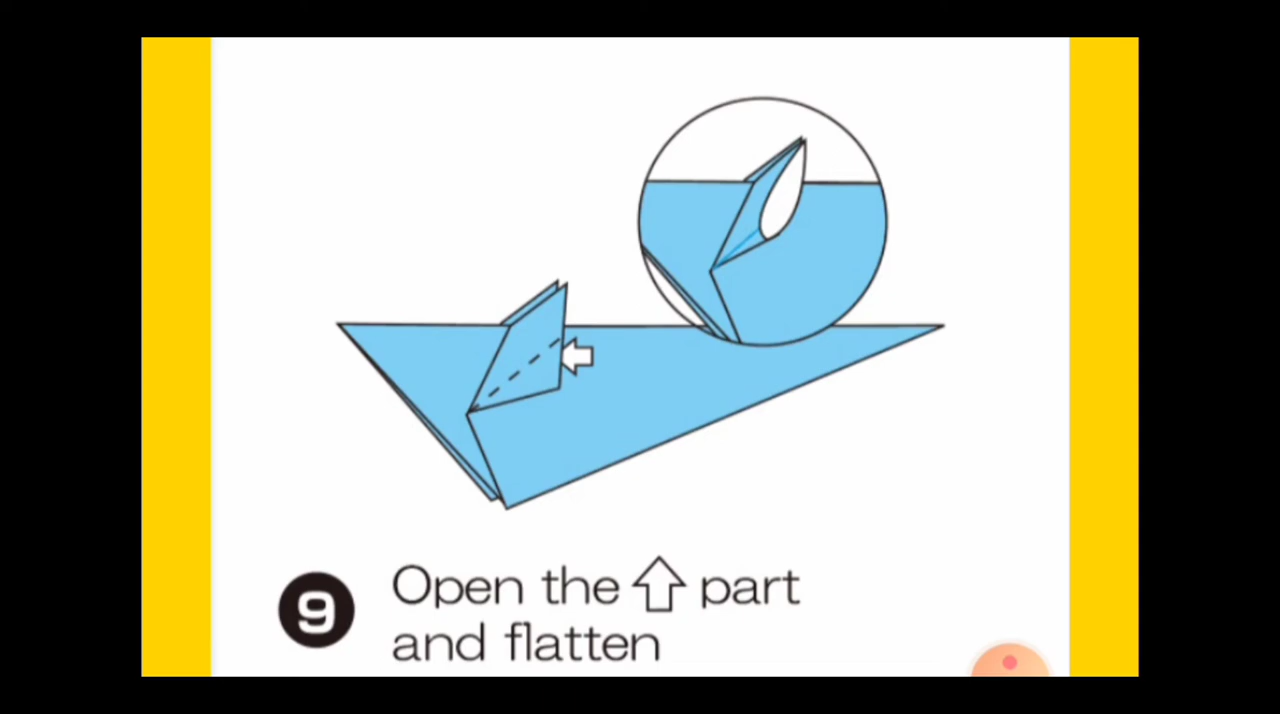 9 Open the ⇧ part
and flatten